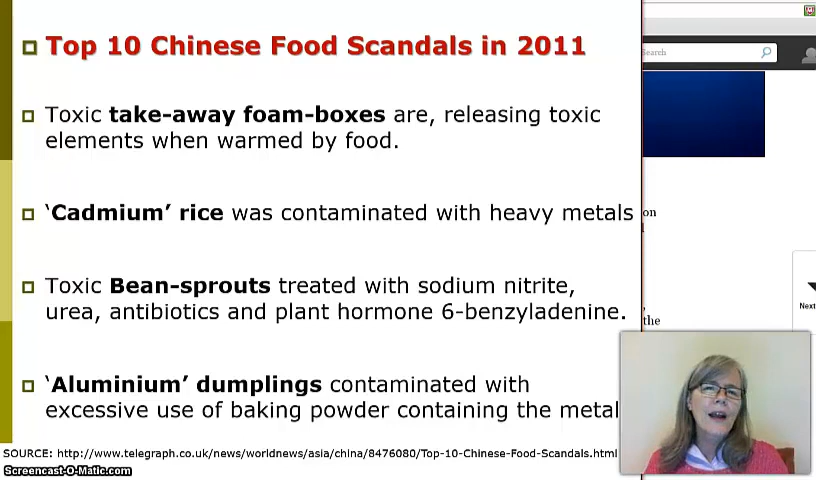 Top 10 Chinese Food Scandals in 2011
Search
Toxic take-away foam-boxes are, releasing toxic
elements when warmed by food.
‘Cadmium’ rice was contaminated with heavy metals
on
Toxic Bean-sprouts treated with sodium nitrite,
urea, antibiotics and plant hormone 6-benzyladenine.
Next
the
‘Aluminium’ dumplings contaminated with
excessive use of baking powder containing the metal
SOURCE: http://www.telegraph.co.uk/news/worldnews/asia/china/8476080/Top-10-Chinese-Food-Scandals.html
Screencast-O-Matic.com